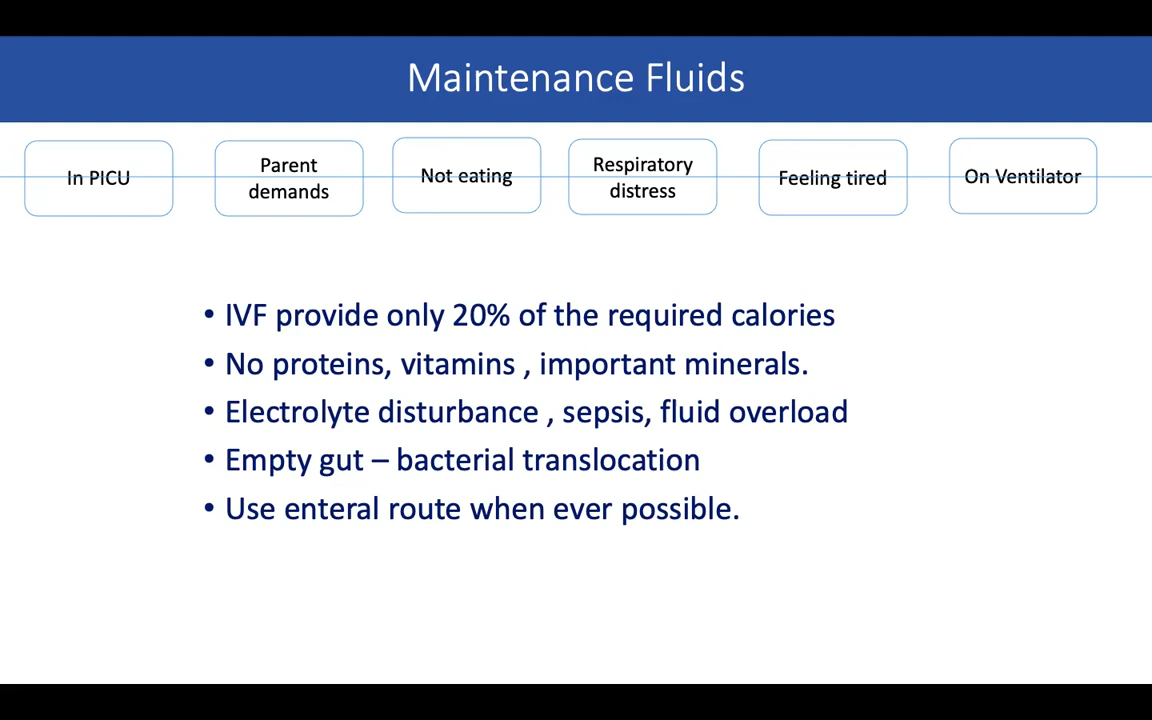 Maintenance Fluids
In PICU
Parent
demands
Not eating
Respiratory
distress
Feeling tired
On Ventilator
• IVF provide only 20% of the required calories
• No proteins, vitamins , important minerals.
• Electrolyte disturbance , sepsis, fluid overload
• Empty gut – bacterial translocation
• Use enteral route when ever possible.